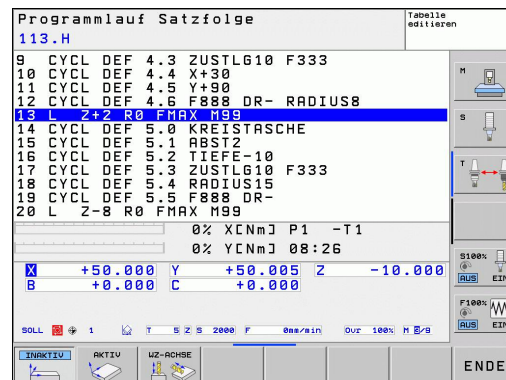 Programmlauf Satzfolge
Tabelle
editieren
113.H
9 CYCL DEF 4.3 ZUSTLG10 F333
10 CYCL DEF 4.4 X+30
11 CYCL DEF 4.5 Y+90
12 CYCL DEF 4.6 F888 DR- RADIUS8
13 L Z+2 R0 FMAX M99
14 CYCL DEF 5.0 KREISTASCHE
15 CYCL DEF 5.1 ABST2
16 CYCL DEF 5.2 TIEFE-10
17 CYCL DEF 5.3 ZUSTLG10 F333
18 CYCL DEF 5.4 RADIUS15
19 CYCL DEF 5.5 F888 DR-
20 L Z-8 R0 FMAX M99
0% X[Nm] P1 -T1
0% Y[Nm] 08:26
X +50.000 Y +50.005 Z -10.000
B +0.000 C +0.000
SOLL 1 T 5 Z S 2000 F 0mm/min Ovr 100% M 5/9
M
S
T
S100%
AUS EIN
F100%
AUS EIN
INAKTIV AKTIV WZ-ACHSE
ENDE